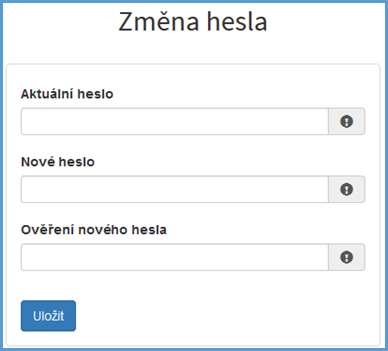 Změna hesla
Aktuální heslo
Nové heslo
Ověření nového hesla
Uložit